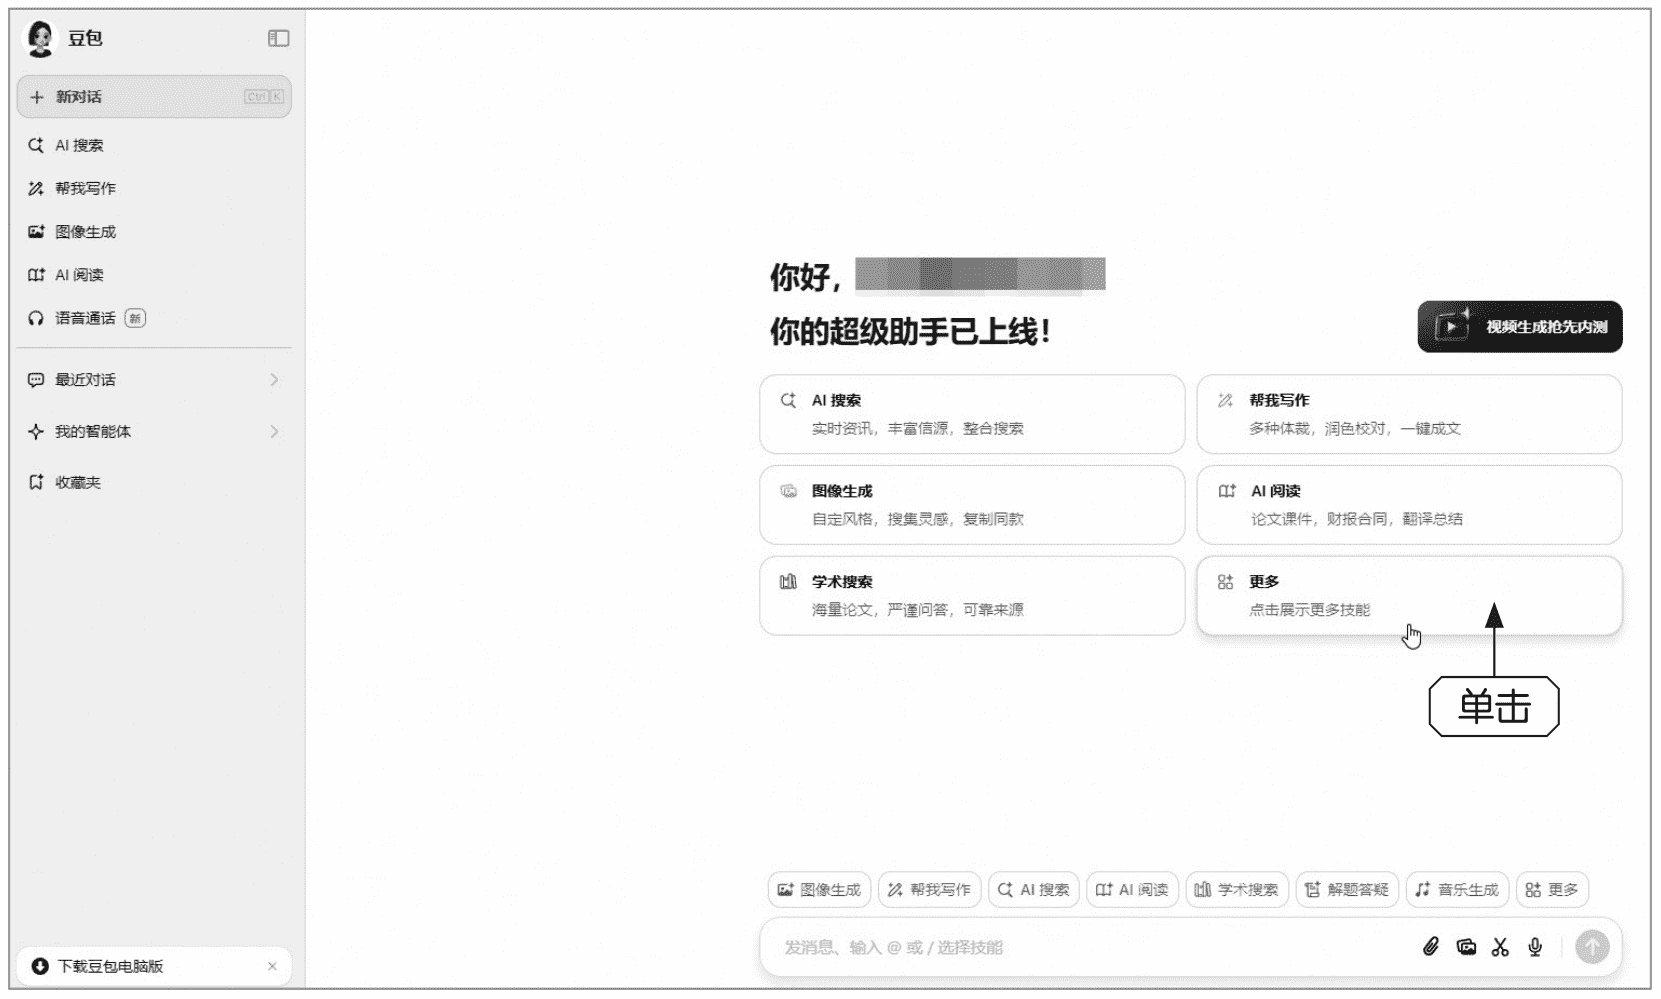 豆包
新对话 Ctrl K
AI 搜索
帮我写作
图像生成
AI 阅读
语音通话 新
最近对话
我的智能体
收藏夹
下载豆包电脑版
你好，
你的超级助手已上线！
视频生成抢先内测
AI 搜索
实时资讯，丰富信源，整合搜索
帮我写作
多种体裁，润色校对，一键成文
图像生成
自定风格，搜集灵感，复制同款
AI 阅读
论文课件，财报合同，翻译总结
学术搜索
海量论文，严谨问答，可靠来源
更多
点击展示更多技能
单击
图像生成 帮我写作 AI 搜索 AI 阅读 学术搜索 解题答疑 音乐生成 更多
发消息、输入 @ 或 / 选择技能